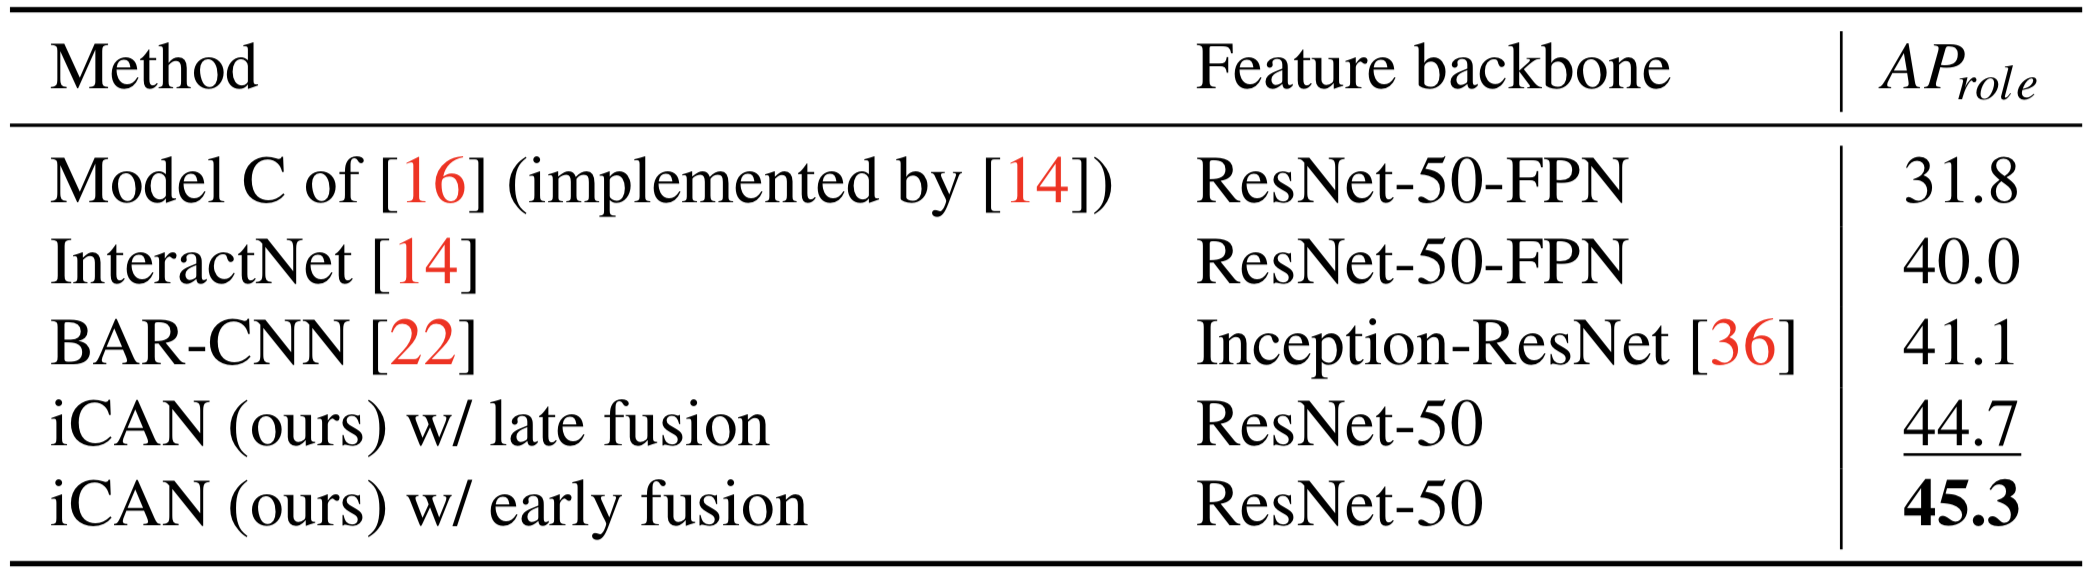 Method Feature backbone AP_role
Model C of [16] (implemented by [14]) ResNet-50-FPN 31.8
InteractNet [14] ResNet-50-FPN 40.0
BAR-CNN [22] Inception-ResNet [36] 41.1
iCAN (ours) w/ late fusion ResNet-50 44.7
iCAN (ours) w/ early fusion ResNet-50 45.3